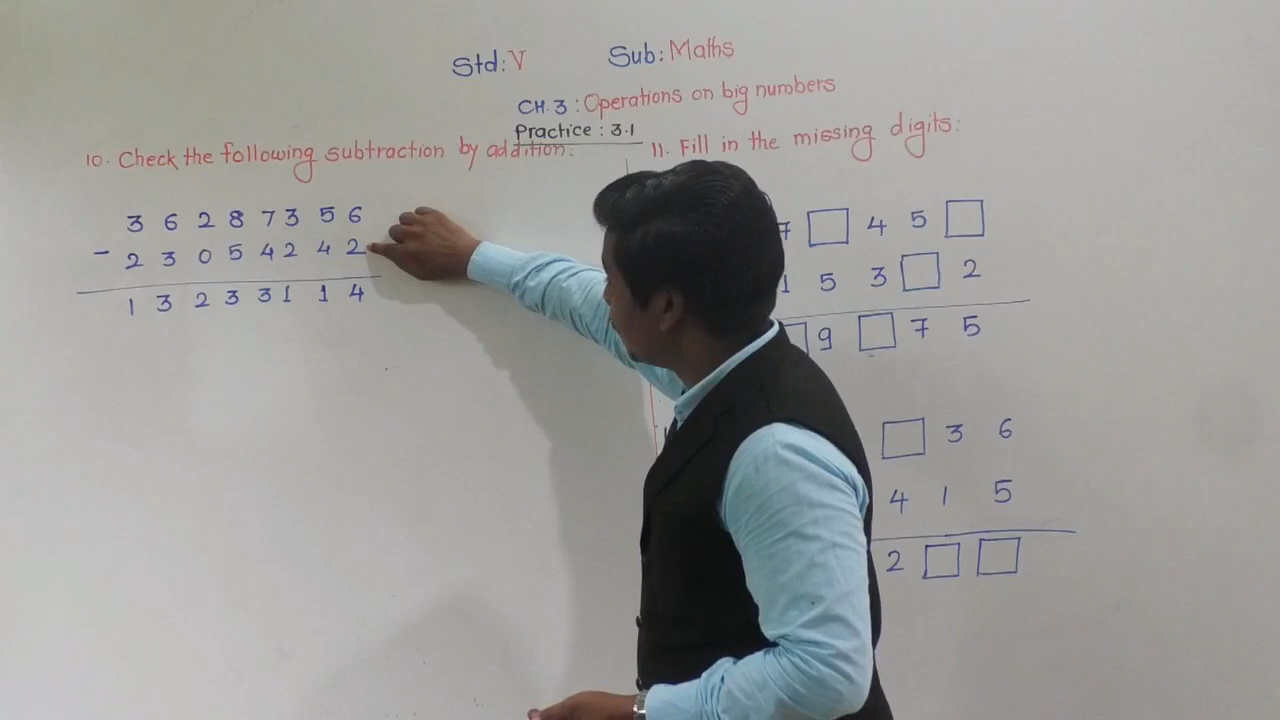 Std: V Sub: Maths
CH. 3 : Operations on big numbers
Practice : 3.1
10. Check the following subtraction by addition:
3 6 2 8 7 3 5 6
- 2 3 0 5 4 2 4 2
1 3 2 3 3 1 1 4
11. Fill in the missing digits:
7 □ 4 5 □
1 5 3 □ 2
□ 9 □ 7 5
□ 3 6
4 1 5
2 □ □